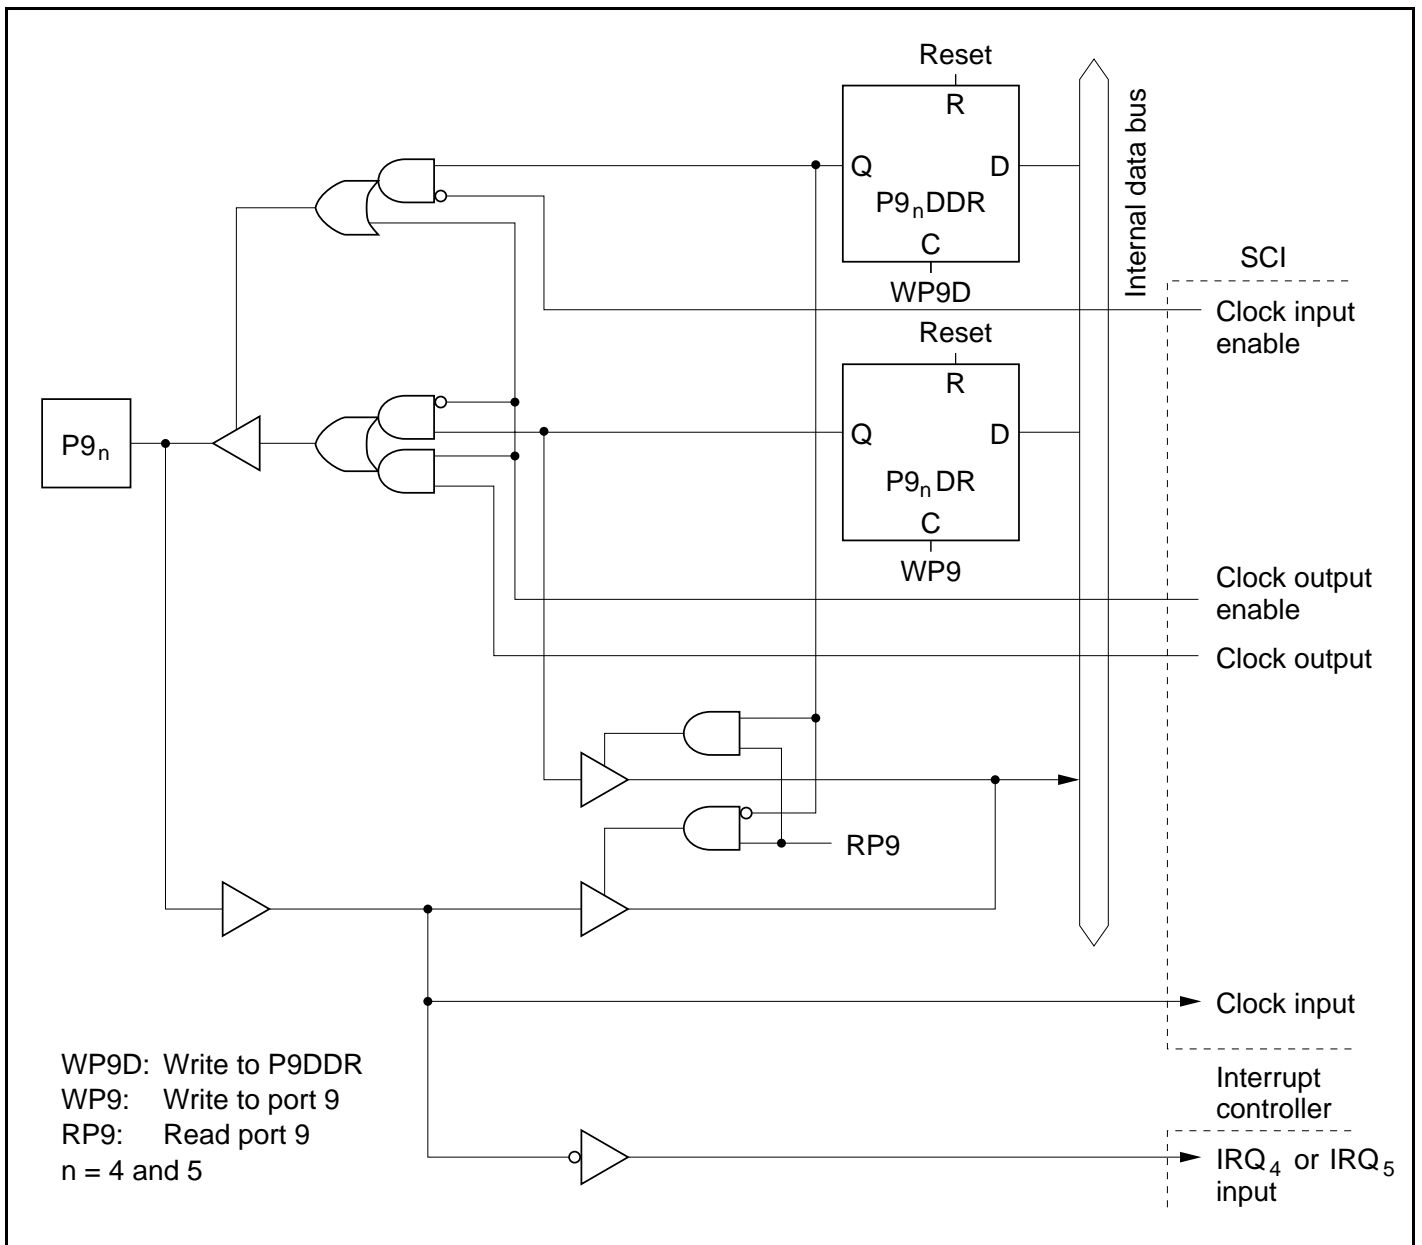 Reset
R
Q
D
P9nDDR
C
WP9D
Internal data bus
SCI
Clock input
enable
Reset
R
P9n
Q
D
P9nDR
C
WP9
Clock output
enable
Clock output
RP9
Clock input
WP9D: Write to P9DDR
WP9: Write to port 9
RP9: Read port 9
n = 4 and 5
Interrupt
controller
IRQ4 or IRQ5
input